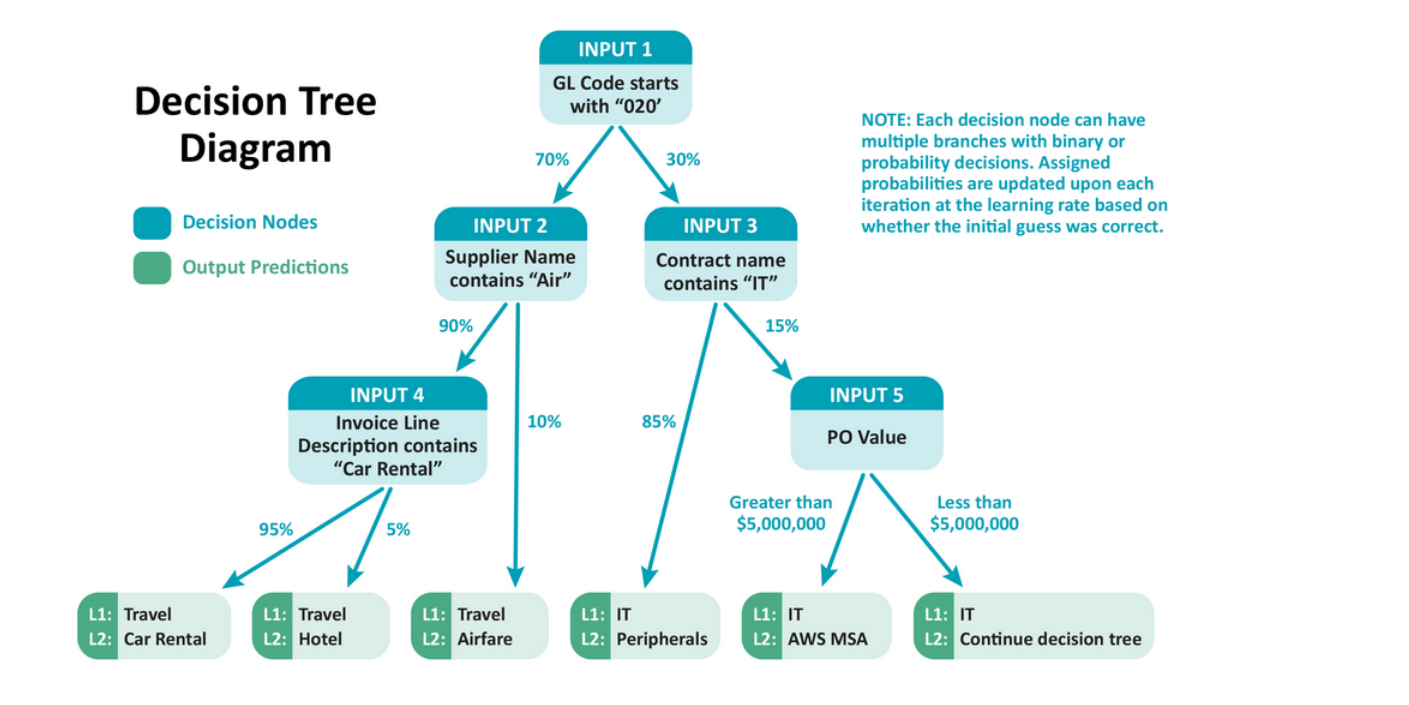 Decision Tree
Diagram
Decision Nodes
Output Predictions
INPUT 1
GL Code starts
with “020’
NOTE: Each decision node can have
multiple branches with binary or
probability decisions. Assigned
probabilities are updated upon each
iteration at the learning rate based on
whether the initial guess was correct.
70%
30%
INPUT 2
Supplier Name
contains “Air”
INPUT 3
Contract name
contains “IT”
90%
10%
85%
15%
INPUT 4
Invoice Line
Description contains
“Car Rental”
INPUT 5
PO Value
95%
5%
Greater than
$5,000,000
Less than
$5,000,000
L1: Travel
L2: Car Rental
L1: Travel
L2: Hotel
L1: Travel
L2: Airfare
L1: IT
L2: Peripherals
L1: IT
L2: AWS MSA
L1: IT
L2: Continue decision tree